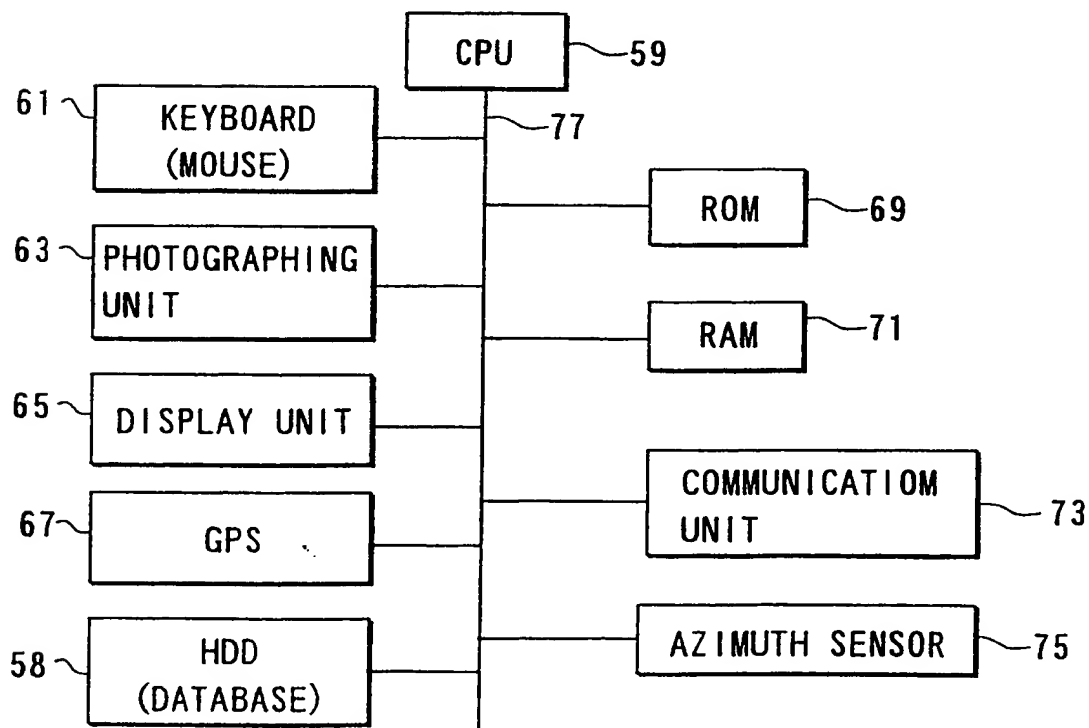 CPU
59
61
KEYBOARD
(MOUSE)
77
ROM
69
63
PHOTOGRAPHING
UNIT
RAM
71
65
DISPLAY UNIT
COMMUNICATIOM
UNIT
73
67
GPS
58
HDD
(DATABASE)
AZIMUTH SENSOR
75